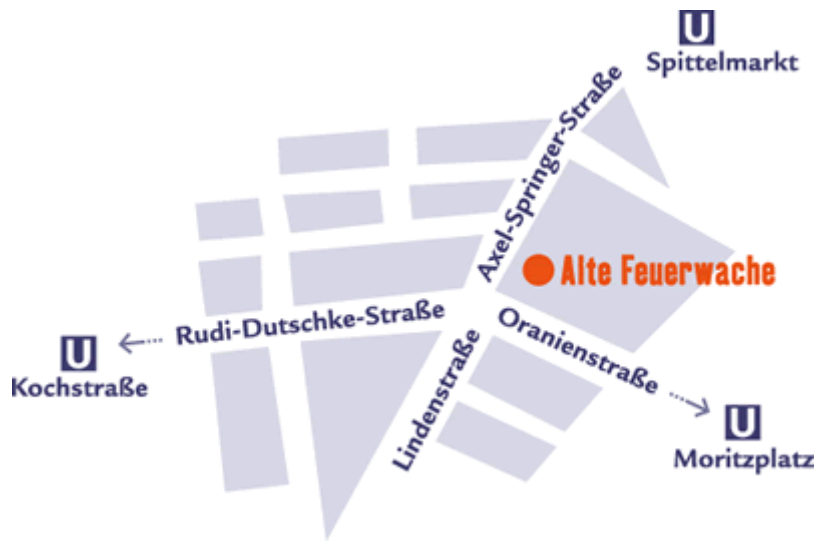 U
Spittelmarkt
Axel-Springer-Straße
Alte Feuerwache
Rudi-Dutschke-Straße
Oranienstraße
U
Kochstraße
Lindenstraße
U
Moritzplatz